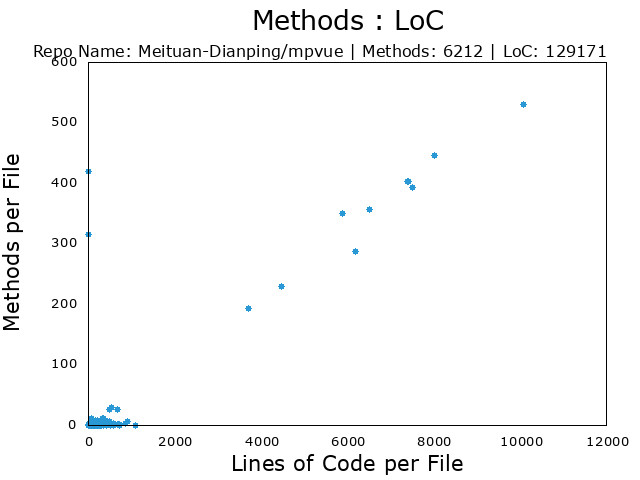 Methods : LoC
Repo Name: Meituan-Dianping/mpvue | Methods: 6212 | LoC: 129171
600
500
400
300
200
100
0
Methods per File
0 2000 4000 6000 8000 10000 12000
Lines of Code per File